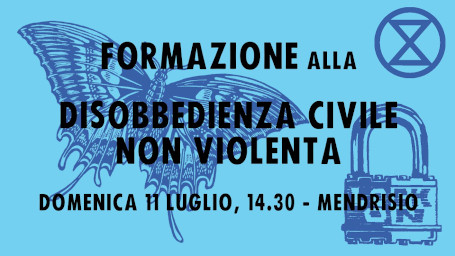 FORMAZIONE ALLA
DISOBBEDIENZA CIVILE
NON VIOLENTA
DOMENICA 11 LUGLIO, 14.30 - MENDRISIO